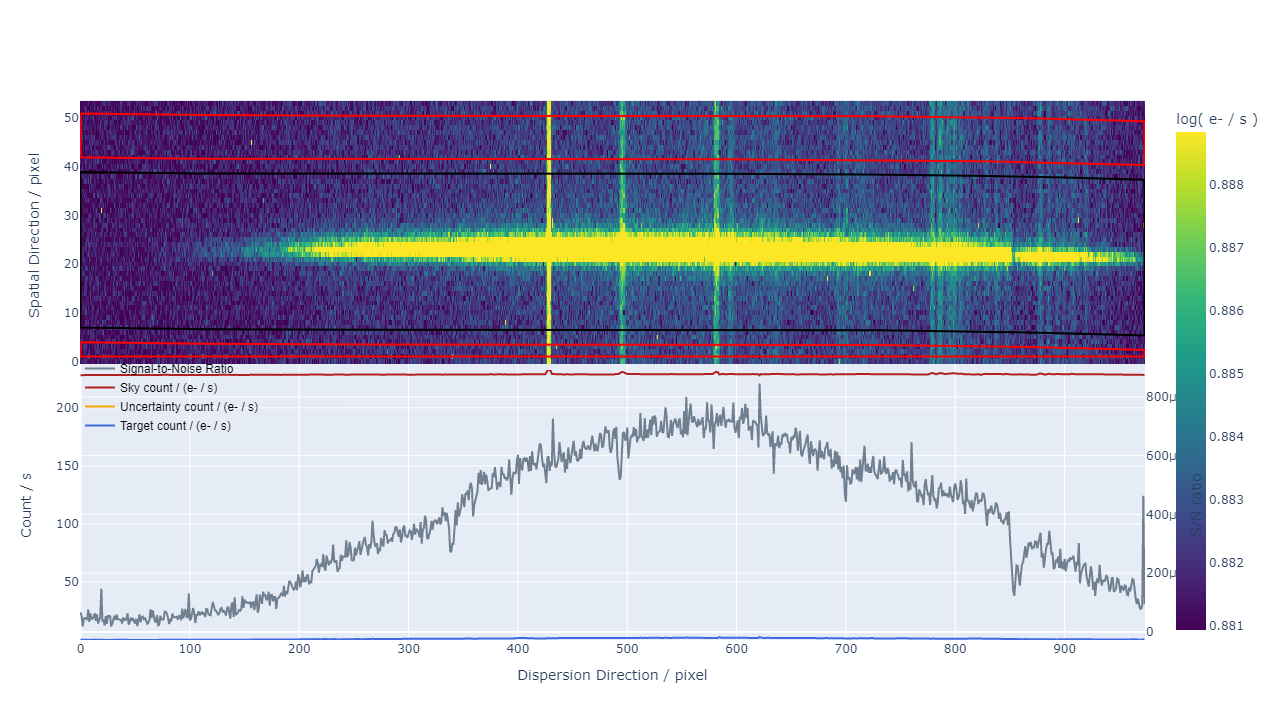 log( e- / s )
50
40
30
20
10
0
Spatial Direction / pixel
0.888
0.887
0.886
0.885
0.884
0.883
0.882
0.881
Signal-to-Noise Ratio
Sky count / (e- / s)
Uncertainty count / (e- / s)
Target count / (e- / s)
200
150
100
50
Count / s
800μ
600μ
400μ
200μ
0
S/N ratio
0 100 200 300 400 500 600 700 800 900
Dispersion Direction / pixel